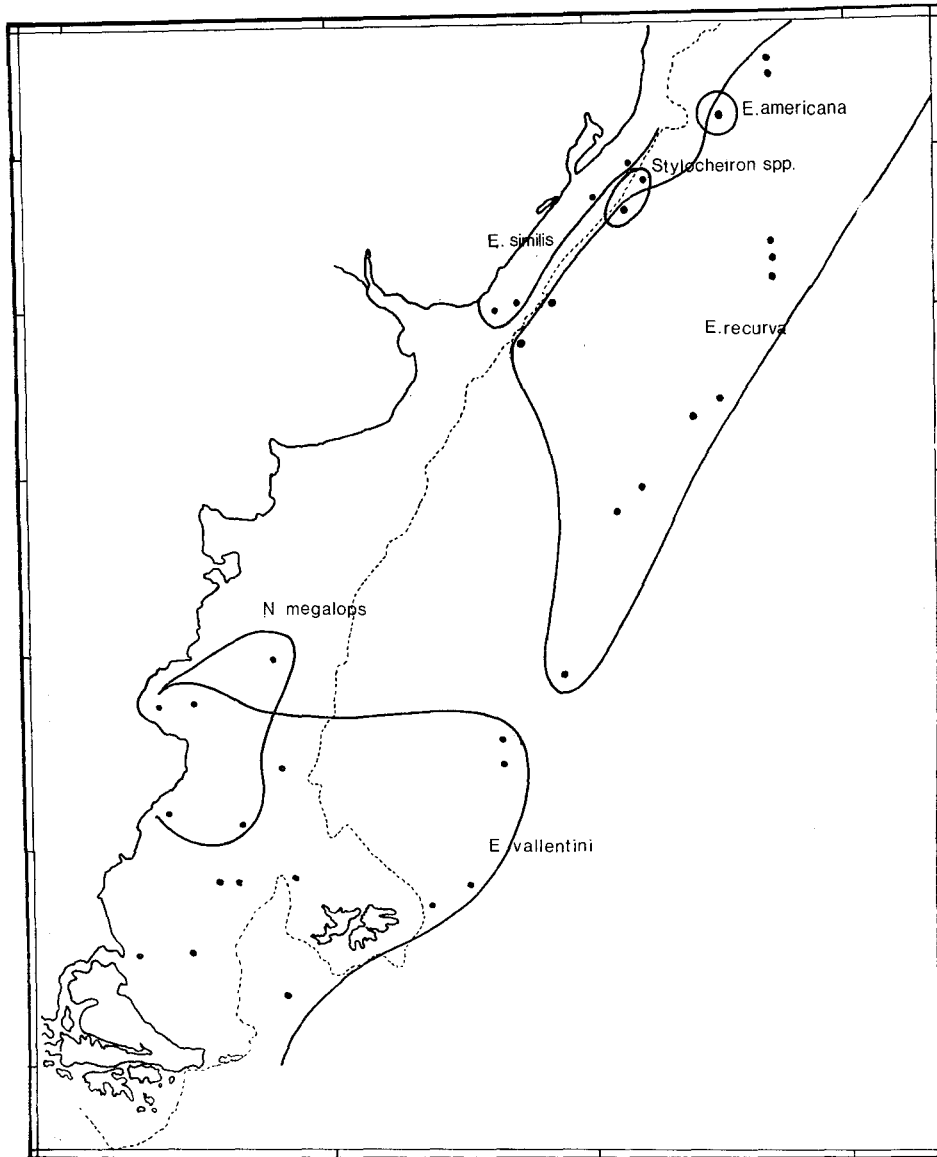 E. americana
Stylocheiron spp.
E. similis
E. recurva
N megalops
E. vallentini